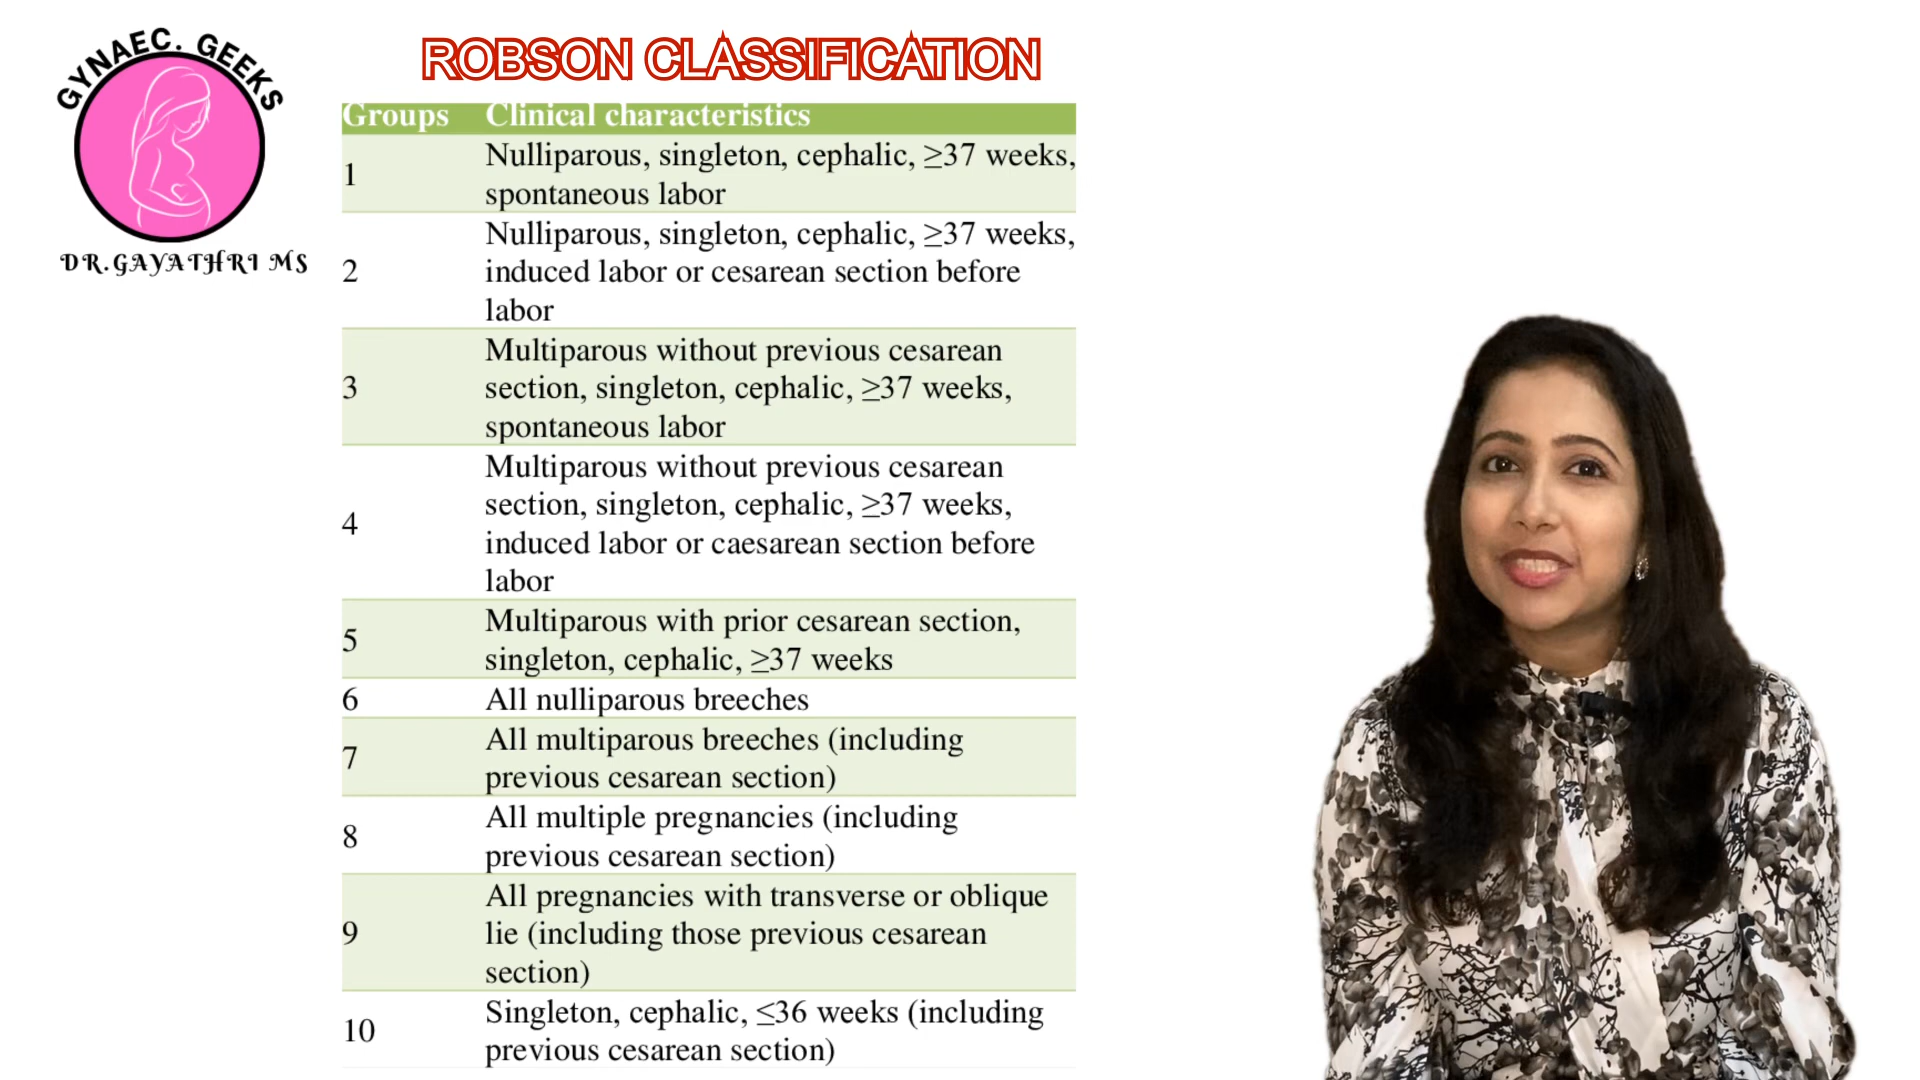 GYNAEC. GEEKS
DR.GAYATHRI MS
ROBSON CLASSIFICATION
Groups Clinical characteristics
1 Nulliparous, singleton, cephalic, ≥37 weeks,
spontaneous labor
2 Nulliparous, singleton, cephalic, ≥37 weeks,
induced labor or cesarean section before
labor
3 Multiparous without previous cesarean
section, singleton, cephalic, ≥37 weeks,
spontaneous labor
4 Multiparous without previous cesarean
section, singleton, cephalic, ≥37 weeks,
induced labor or caesarean section before
labor
5 Multiparous with prior cesarean section,
singleton, cephalic, ≥37 weeks
6 All nulliparous breeches
7 All multiparous breeches (including
previous cesarean section)
8 All multiple pregnancies (including
previous cesarean section)
9 All pregnancies with transverse or oblique
lie (including those previous cesarean
section)
10 Singleton, cephalic, ≤36 weeks (including
previous cesarean section)